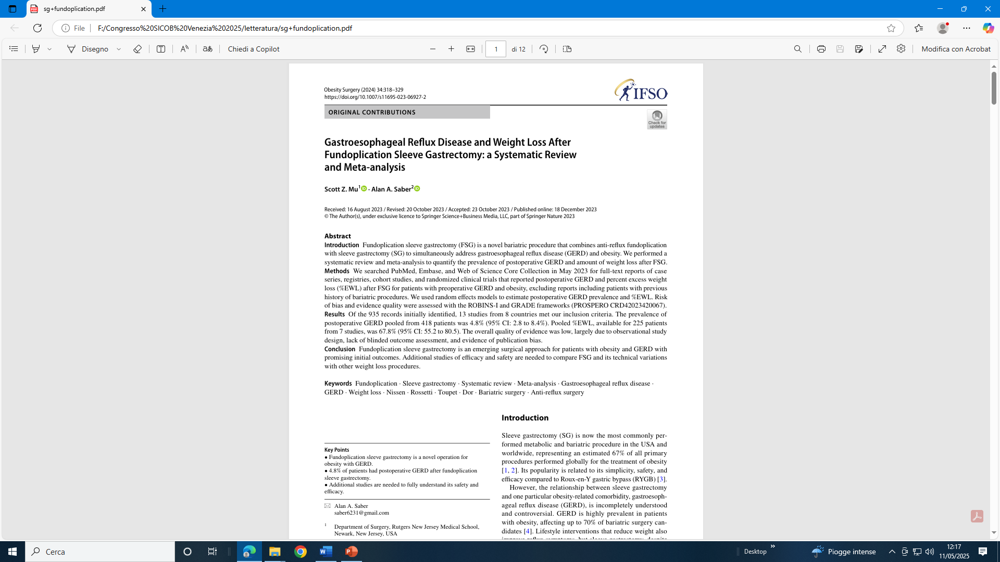 sg+fundoplication.pdf
File
F:/Congresso%20SICOB%20Venezia%202025/letteratura/sg+fundoplication.pdf
Disegno
aあ
Chiedi a Copilot
1
di 12
Modifica con Acrobat
Obesity Surgery (2024) 34:318–329
https://doi.org/10.1007/s11695-023-06927-2
IFSO
ORIGINAL CONTRIBUTIONS
Check for
updates
Gastroesophageal Reflux Disease and Weight Loss After
Fundoplication Sleeve Gastrectomy: a Systematic Review
and Meta-analysis
Scott Z. Mu1 iD · Alan A. Saber2 iD
Received: 16 August 2023 / Revised: 20 October 2023 / Accepted: 23 October 2023 / Published online: 18 December 2023
© The Author(s), under exclusive licence to Springer Science+Business Media, LLC, part of Springer Nature 2023
Abstract
Introduction Fundoplication sleeve gastrectomy (FSG) is a novel bariatric procedure that combines anti-reflux fundoplication
with sleeve gastrectomy (SG) to simultaneously address gastroesophageal reflux disease (GERD) and obesity. We performed a
systematic review and meta-analysis to quantify the prevalence of postoperative GERD and amount of weight loss after FSG.
Methods We searched PubMed, Embase, and Web of Science Core Collection in May 2023 for full-text reports of case
series, registries, cohort studies, and randomized clinical trials that reported postoperative GERD and percent excess weight
loss (%EWL) after FSG for patients with preoperative GERD and obesity, excluding reports including patients with previous
history of bariatric procedures. We used random effects models to estimate postoperative GERD prevalence and %EWL. Risk
of bias and evidence quality were assessed with the ROBINS-I and GRADE frameworks (PROSPERO CRD42023420067).
Results Of the 935 records initially identified, 13 studies from 8 countries met our inclusion criteria. The prevalence of
postoperative GERD pooled from 418 patients was 4.8% (95% CI: 2.8 to 8.4%). Pooled %EWL, available for 225 patients
from 7 studies, was 67.8% (95% CI: 55.2 to 80.5). The overall quality of evidence was low, largely due to observational study
design, lack of blinded outcome assessment, and evidence of publication bias.
Conclusion Fundoplication sleeve gastrectomy is an emerging surgical approach for patients with obesity and GERD with
promising initial outcomes. Additional studies of efficacy and safety are needed to compare FSG and its technical variations
with other weight loss procedures.
Keywords Fundoplication · Sleeve gastrectomy · Systematic review · Meta-analysis · Gastroesophageal reflux disease ·
GERD · Weight loss · Nissen · Rossetti · Toupet · Dor · Bariatric surgery · Anti-reflux surgery
Key Points
● Fundoplication sleeve gastrectomy is a novel operation for
obesity with GERD.
● 4.8% of patients had postoperative GERD after fundoplication
sleeve gastrectomy.
● Additional studies are needed to fully understand its safety and
efficacy.
Alan A. Saber
saber6231@gmail.com
1 Department of Surgery, Rutgers New Jersey Medical School,
Newark, New Jersey, USA
Introduction
Sleeve gastrectomy (SG) is now the most commonly per-
formed metabolic and bariatric procedure in the USA and
worldwide, representing an estimated 67% of all primary
procedures performed globally for the treatment of obesity
[1, 2]. Its popularity is related to its simplicity, safety, and
efficacy compared to Roux-en-Y gastric bypass (RYGB) [3].
However, the relationship between sleeve gastrectomy
and one particular obesity-related comorbidity, gastroesoph-
ageal reflux disease (GERD), is incompletely understood
and controversial. GERD is highly prevalent in patients
with obesity, affecting up to 70% of bariatric surgery can-
didates [4]. Lifestyle interventions that reduce weight also
Cerca
Desktop
Piogge intense
12:17
11/05/2025